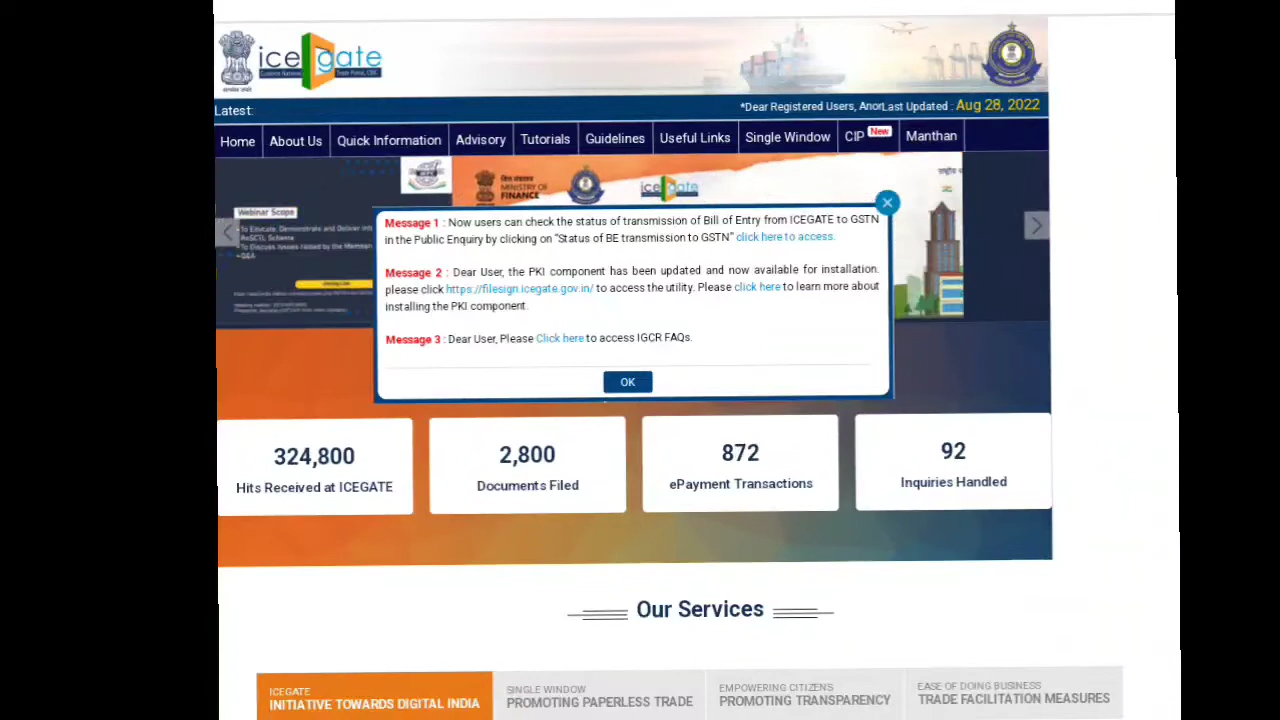 icegate
Latest:
*Dear Registered Users, Anor
Last Updated : Aug 28, 2022
Home About Us Quick Information Advisory Tutorials Guidelines Useful Links Single Window CIP New Manthan
वित्त मंत्रालय
MINISTRY OF
FINANCE
icegate
Webinar Scope
Message 1 : Now users can check the status of transmission of Bill of Entry from ICEGATE to GSTN
in the Public Enquiry by clicking on "Status of BE transmission to GSTN" click here to access.
Message 2 : Dear User, the PKI component has been updated and now available for installation.
please click https://filesign.icegate.gov.in/ to access the utility. Please click here to learn more about
installing the PKI component.
Message 3 : Dear User, Please Click here to access IGCR FAQs.
OK
324,800
Hits Received at ICEGATE
2,800
Documents Filed
872
ePayment Transactions
92
Inquiries Handled
Our Services
ICEGATE
INITIATIVE TOWARDS DIGITAL INDIA
SINGLE WINDOW
PROMOTING PAPERLESS TRADE
EMPOWERING CITIZENS
PROMOTING TRANSPARENCY
EASE OF DOING BUSINESS
TRADE FACILITATION MEASURES